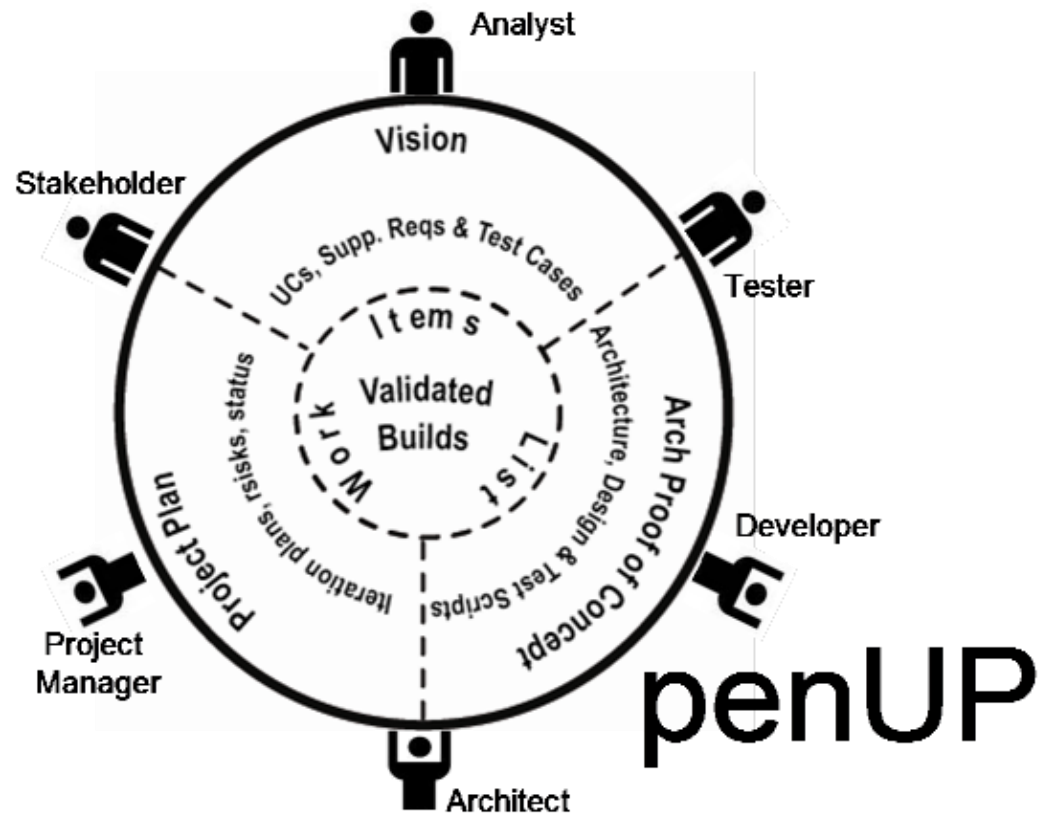 Analyst
Vision
Stakeholder
UCs, Supp. Reqs & Test Cases
Tester
Work Items List
Validated
Builds
Architecture, Design & Test Scripts
Arch Proof of Concept
Iteration plans, rsisks, status
Project Plan
Developer
Project
Manager
Architect
penUP